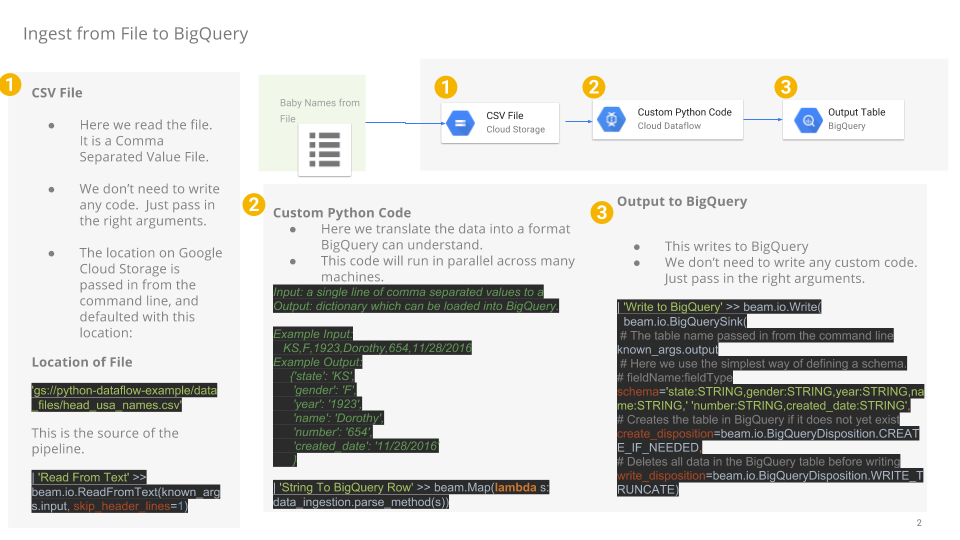 Ingest from File to BigQuery
1
CSV File
● Here we read the file.
It is a Comma
Separated Value File.
● We don’t need to write
any code. Just pass in
the right arguments.
● The location on Google
Cloud Storage is
passed in from the
command line, and
defaulted with this
location:
Location of File
'gs://python-dataflow-example/data
_files/head_usa_names.csv'
This is the source of the
pipeline.
| 'Read From Text' >>
beam.io.ReadFromText(known_arg
s.input, skip_header_lines=1)
Baby Names from
File
1
CSV File
Cloud Storage
2
Custom Python Code
Cloud Dataflow
3
Output Table
BigQuery
2
Custom Python Code
● Here we translate the data into a format
BigQuery can understand.
● This code will run in parallel across many
machines.
Input: a single line of comma separated values to a
Output: dictionary which can be loaded into BigQuery.
Example Input:
KS,F,1923,Dorothy,654,11/28/2016
Example Output:
{'state': 'KS',
'gender': 'F',
'year': '1923',
'name': 'Dorothy',
'number': '654',
'created_date': '11/28/2016'
}
| 'String To BigQuery Row' >> beam.Map(lambda s:
data_ingestion.parse_method(s))
3
Output to BigQuery
● This writes to BigQuery
● We don’t need to write any custom code.
Just pass in the right arguments.
| 'Write to BigQuery' >> beam.io.Write(
beam.io.BigQuerySink(
# The table name passed in from the command line
known_args.output
# Here we use the simplest way of defining a schema.
# fieldName:fieldType
schema='state:STRING,gender:STRING,year:STRING,na
me:STRING,' 'number:STRING,created_date:STRING',
# Creates the table in BigQuery if it does not yet exist
create_disposition=beam.io.BigQueryDisposition.CREAT
E_IF_NEEDED,
# Deletes all data in the BigQuery table before writing
write_disposition=beam.io.BigQueryDisposition.WRITE_T
RUNCATE)
2